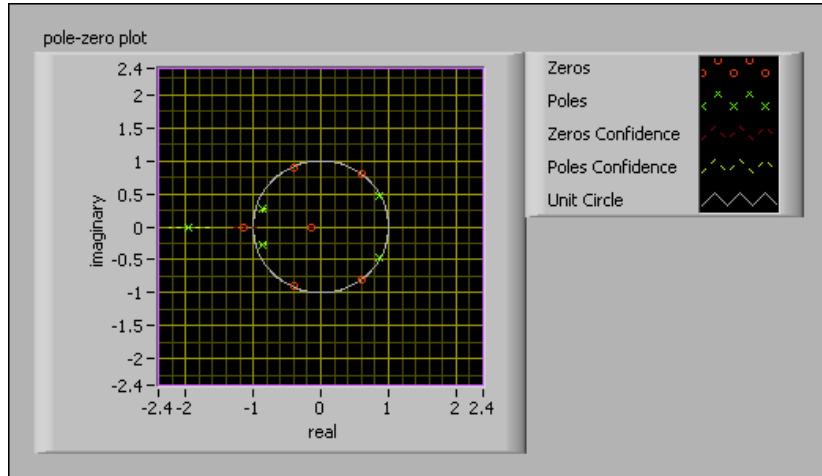 pole-zero plot
2.4
2
1.5
1
0.5
0
-0.5
-1
-1.5
-2
-2.4
imaginary
-2.4 -2 -1 0 1 2 2.4
real
Zeros
Poles
Zeros Confidence
Poles Confidence
Unit Circle